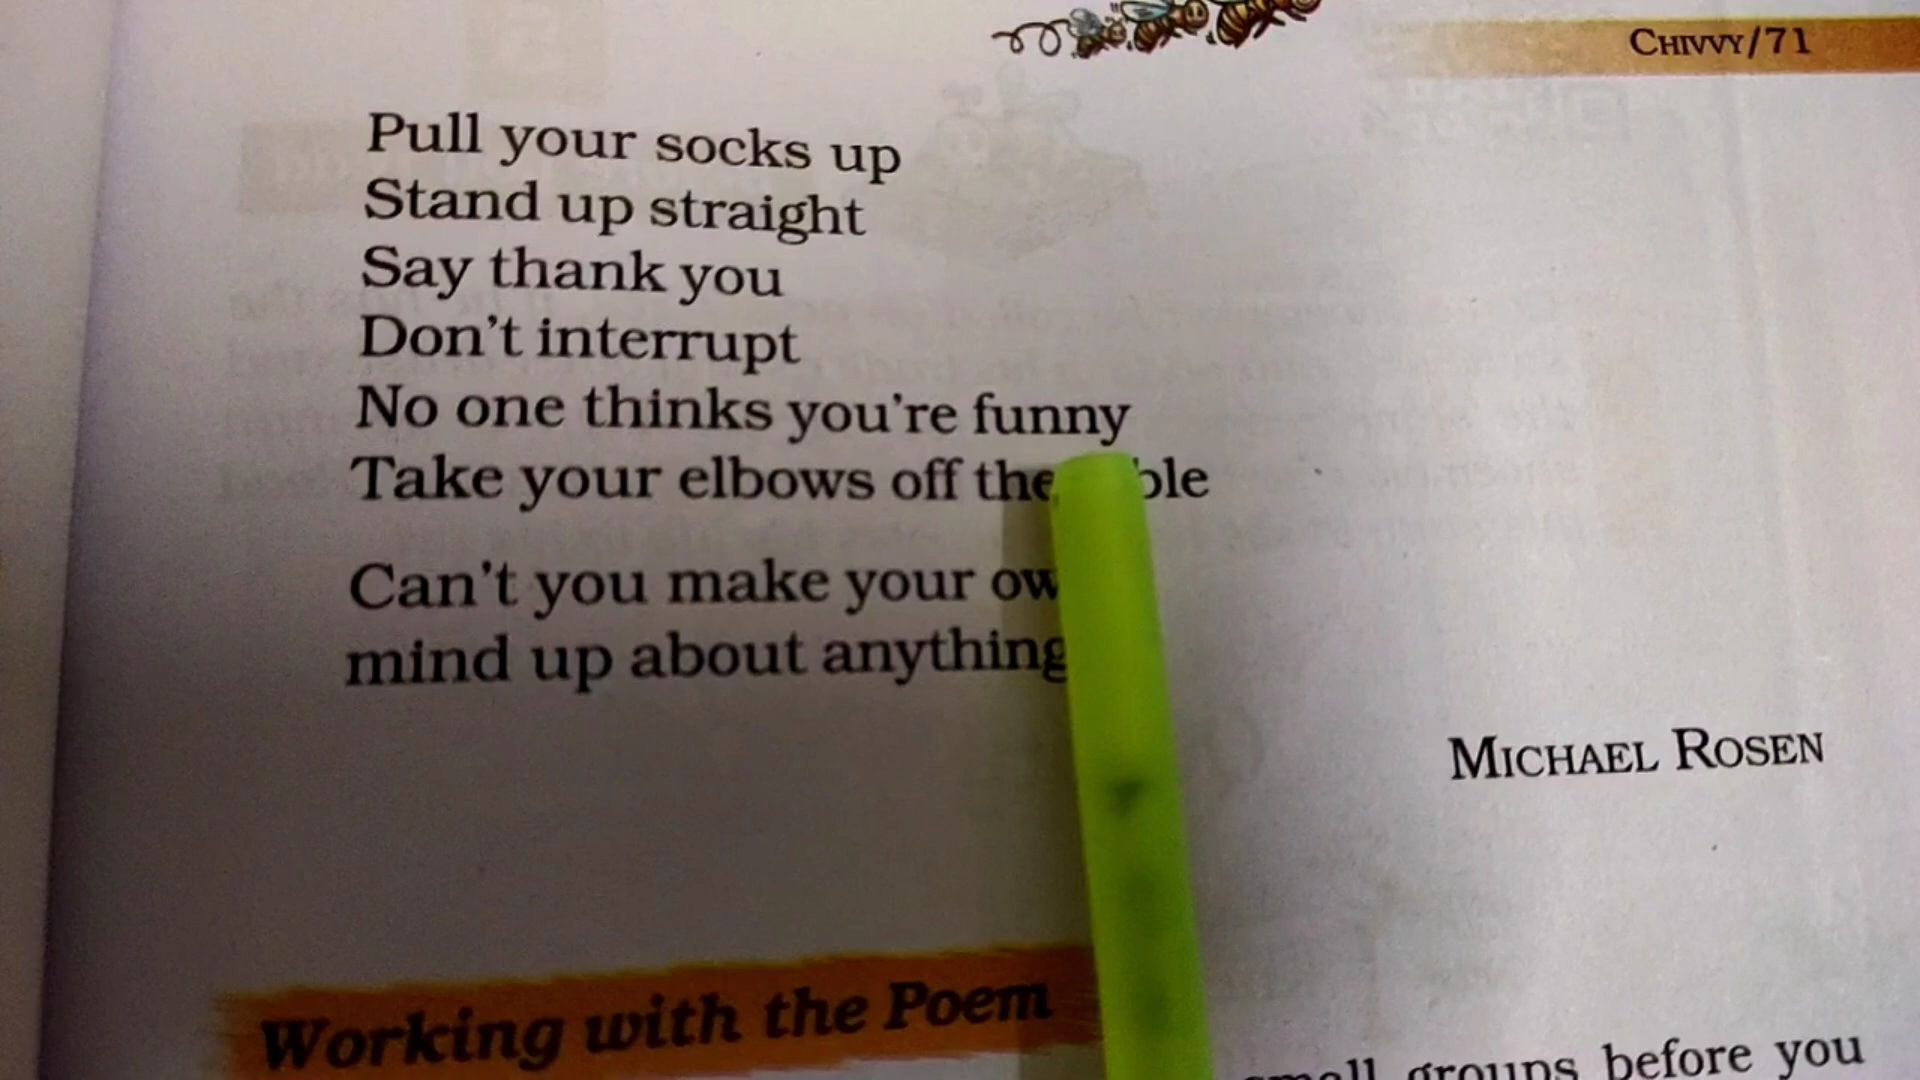 CHIVVY/71
Pull your socks up
Stand up straight
Say thank you
Don't interrupt
No one thinks you're funny
Take your elbows off the
Can't you make your
mind up about anything
MICHAEL ROSEN
Working with the Poem
groups before you